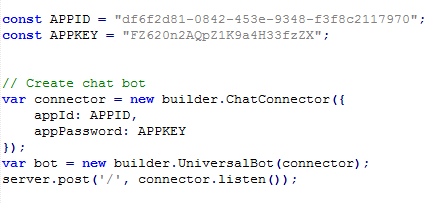 const APPID = "df6f2d81-0842-453e-9348-f3f8c2117970";
const APPKEY = "FZ620n2AQpZ1K9a4H33fzZX";
// Create chat bot
var connector = new builder.ChatConnector({
    appId: APPID,
    appPassword: APPKEY
});
var bot = new builder.UniversalBot(connector);
server.post('/', connector.listen());